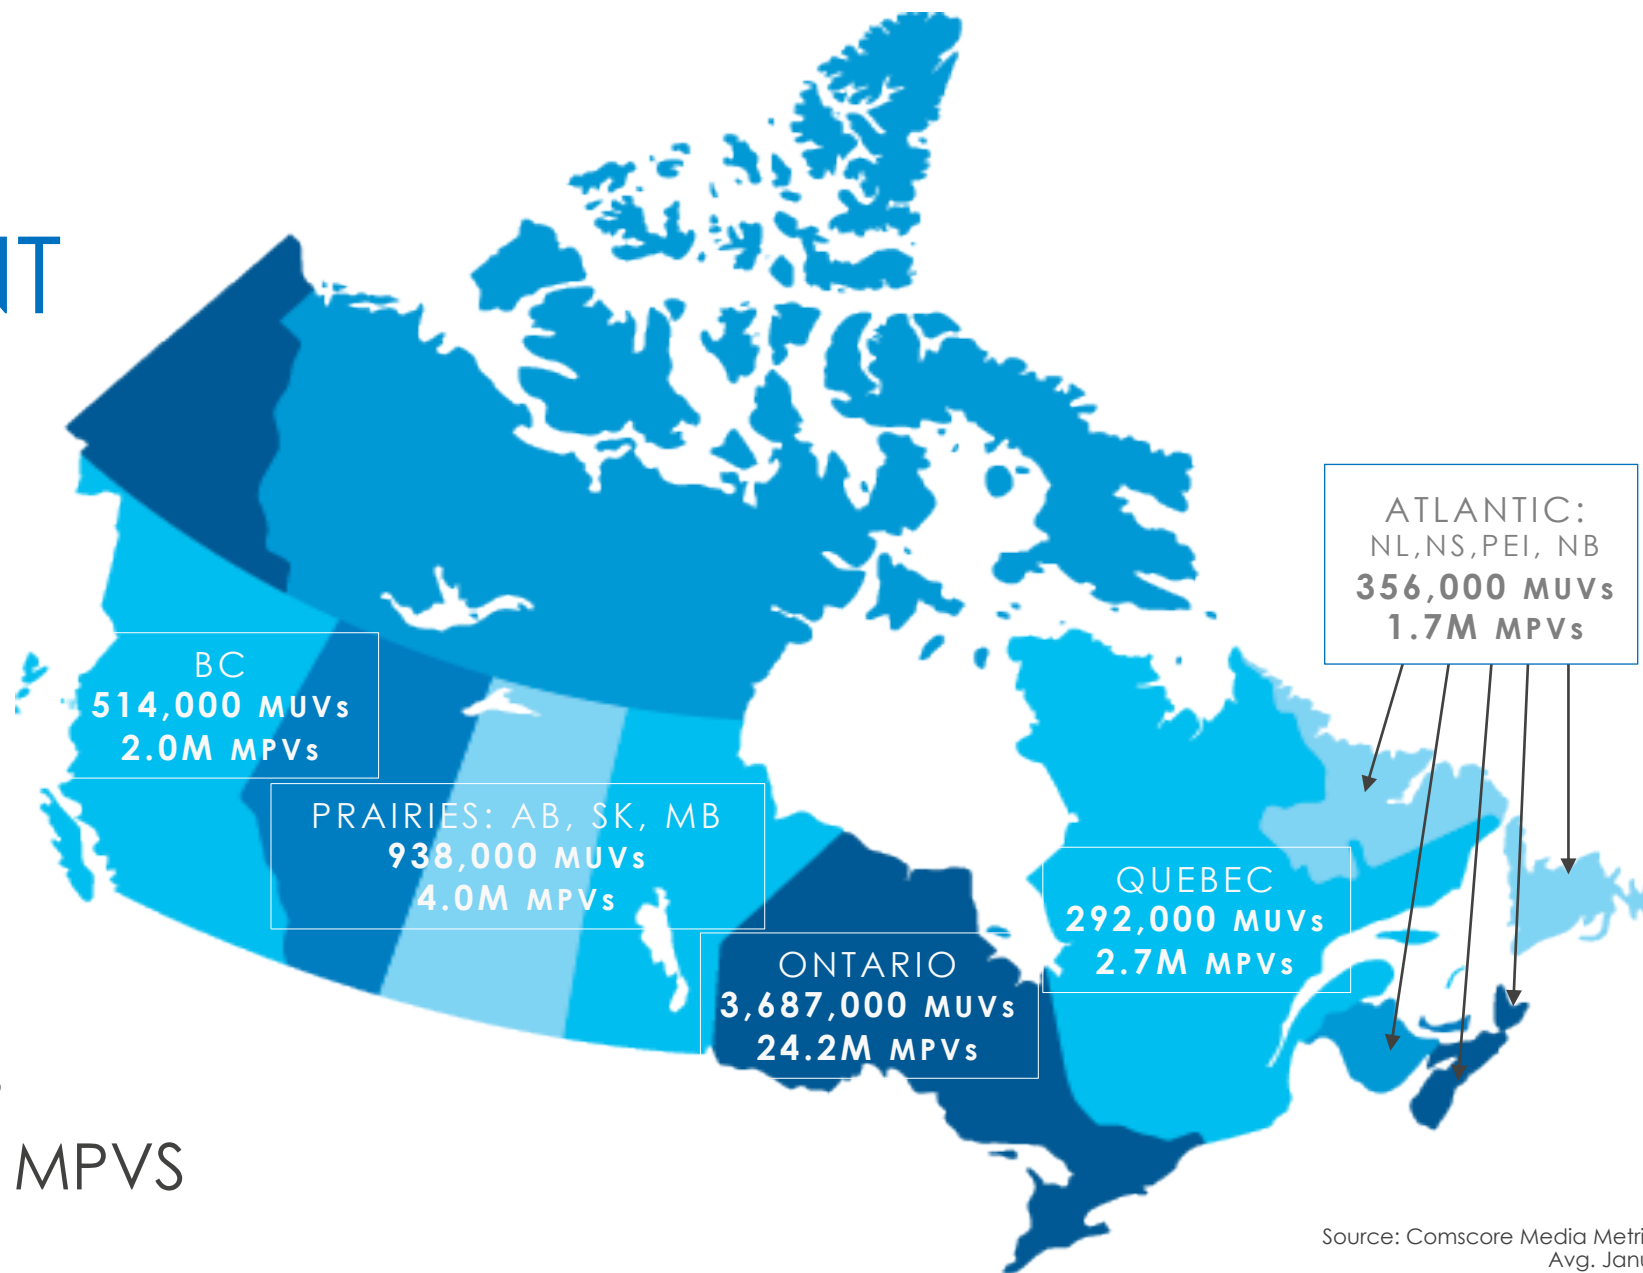 NT
ATLANTIC:
NL,NS,PEI, NB
356,000 MUVs
1.7M MPVs
BC
514,000 MUVs
2.0M MPVs
PRAIRIES: AB, SK, MB
938,000 MUVs
4.0M MPVs
QUEBEC
292,000 MUVs
2.7M MPVs
ONTARIO
3,687,000 MUVs
24.2M MPVs
MPVS
Source: Comscore Media Metri
Avg. Janu